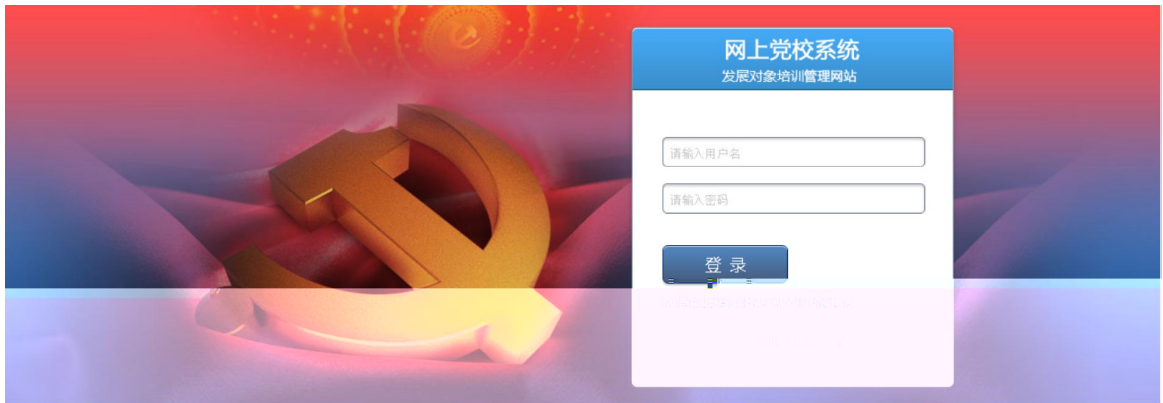 网上党校系统
发展对象培训管理网站
请输入用户名
请输入密码
登录